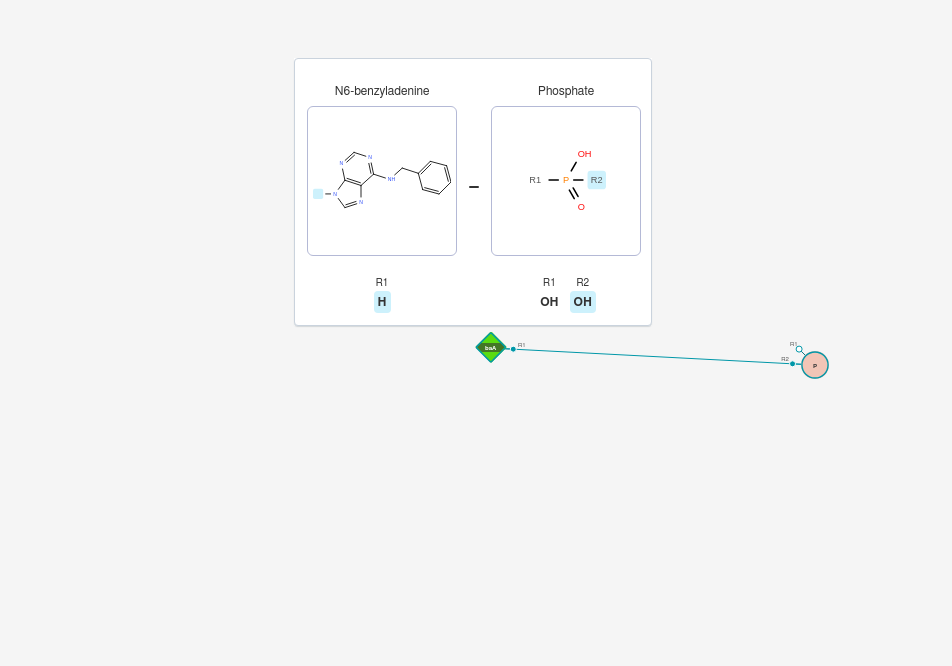 N6-benzyladenine
Phosphate
N
N
NH
N
N
OH
R1 P R2
O
R1
H
R1 R2
OH OH
baA
R1
R1
R2
P